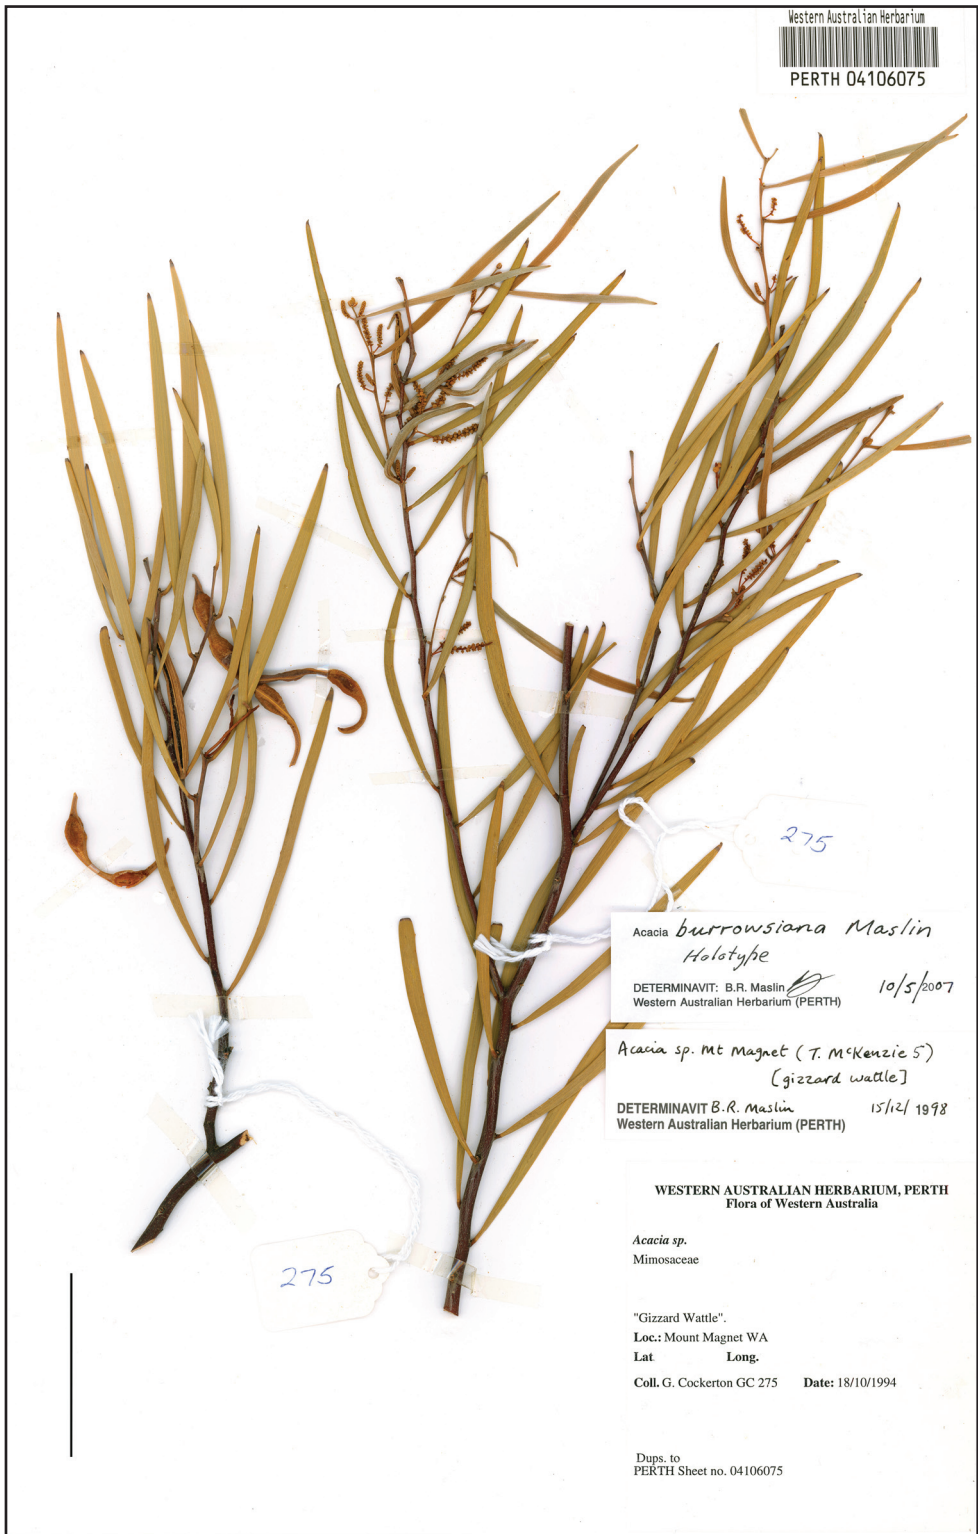 Western Australian Herbarium
PERTH 04106075
275
Acacia burrowsiana Maslin
Holotype
DETERMINAVIT: B.R. Maslin
10/5/2007
Western Australian Herbarium (PERTH)
Acacia sp. Mt Magnet (T. McKenzie 5)
[gizzard wattle]
DETERMINAVIT B.R. Maslin 15/12/1998
Western Australian Herbarium (PERTH)
WESTERN AUSTRALIAN HERBARIUM, PERTH
Flora of Western Australia
Acacia sp.
Mimosaceae
275
"Gizzard Wattle".
Loc.: Mount Magnet WA
Lat Long.
Coll. G. Cockerton GC 275 Date: 18/10/1994
Dups. to
PERTH Sheet no. 04106075